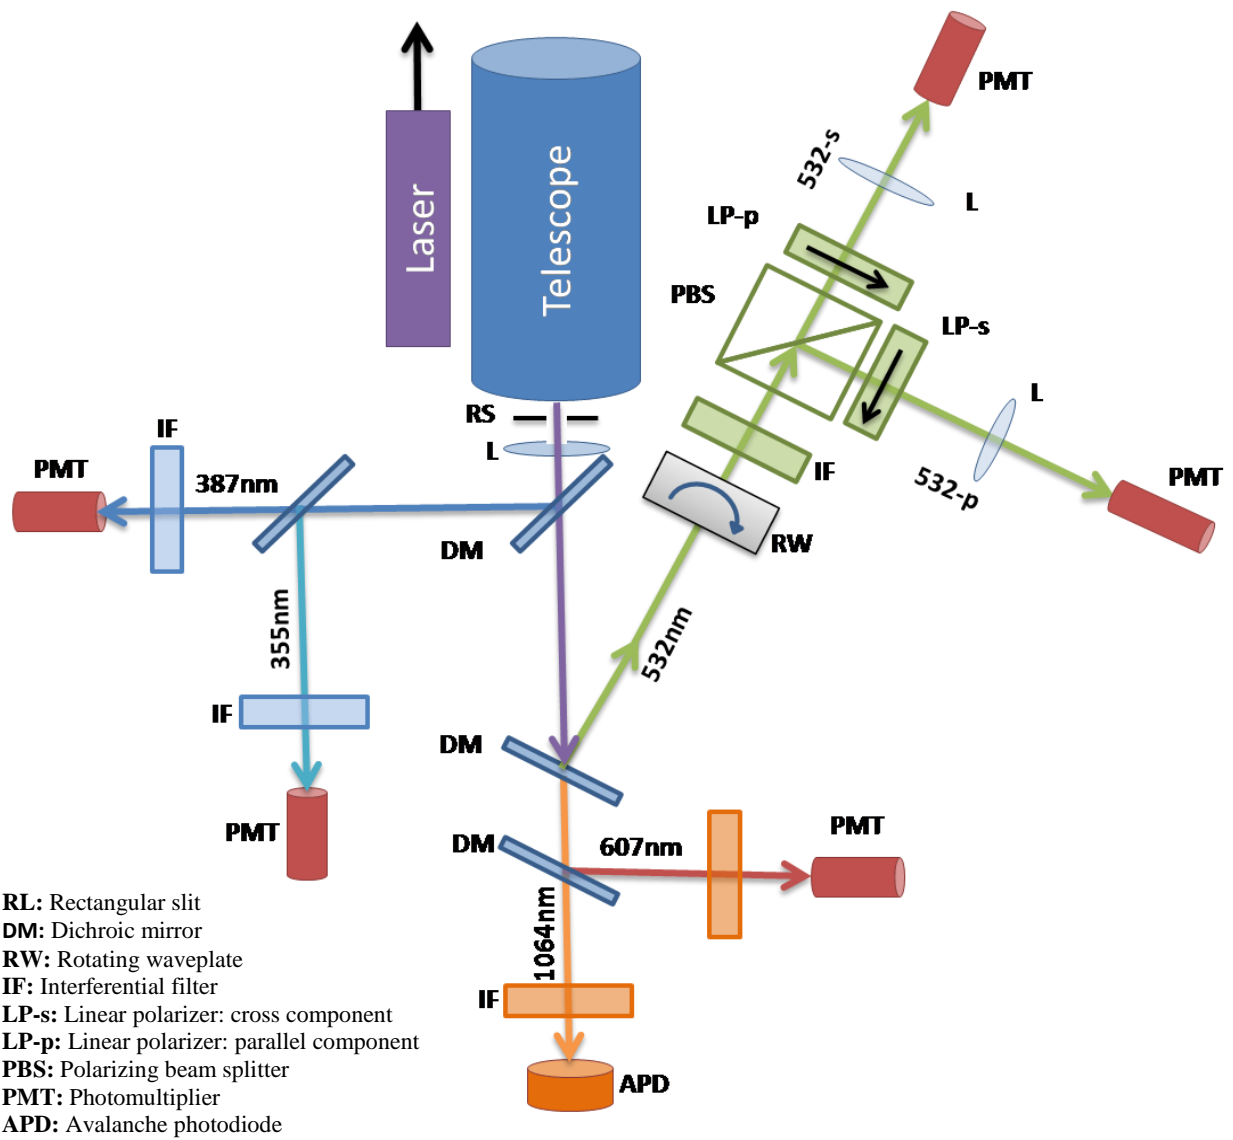 PMT
532-s
L
LP-p
Laser
Telescope
PBS
LP-s
L
RS
IF
L
PMT
387nm
IF
532-p
PMT
DM
RW
355nm
532nm
IF
DM
PMT
DM
607nm
PMT
1064nm
IF
APD
RL: Rectangular slit
DM: Dichroic mirror
RW: Rotating waveplate
IF: Interferential filter
LP-s: Linear polarizer: cross component
LP-p: Linear polarizer: parallel component
PBS: Polarizing beam splitter
PMT: Photomultiplier
APD: Avalanche photodiode